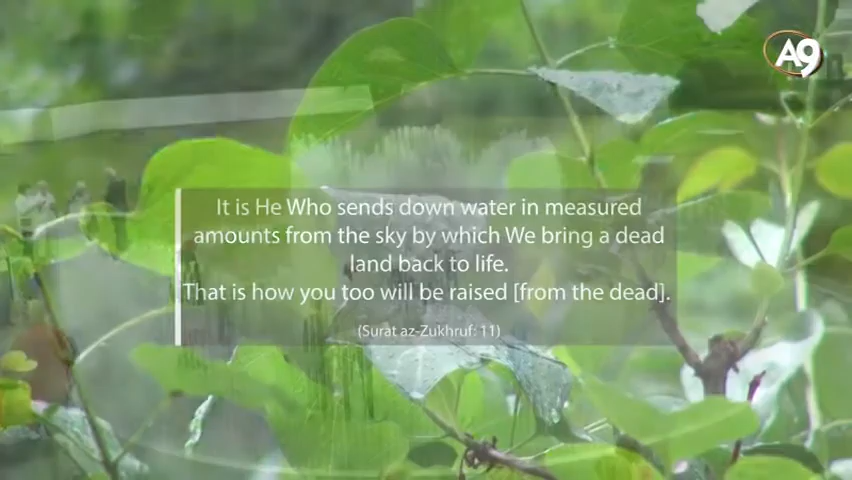 A9
It is He Who sends down water in measured
amounts from the sky by which We bring a dead
land back to life.
That is how you too will be raised [from the dead].
(Surat az-Zukhruf: 11)